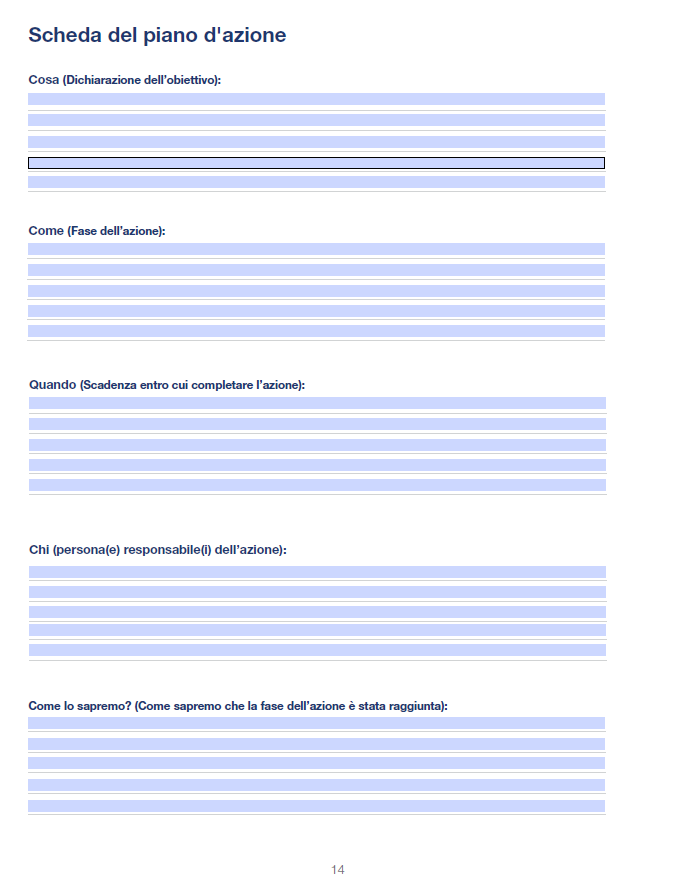 Scheda del piano d'azione
Cosa (Dichiarazione dell’obiettivo):
Come (Fase dell’azione):
Quando (Scadenza entro cui completare l’azione):
Chi (persona(e) responsabile(i) dell’azione):
Come lo sapremo? (Come sapremo che la fase dell’azione è stata raggiunta):
14